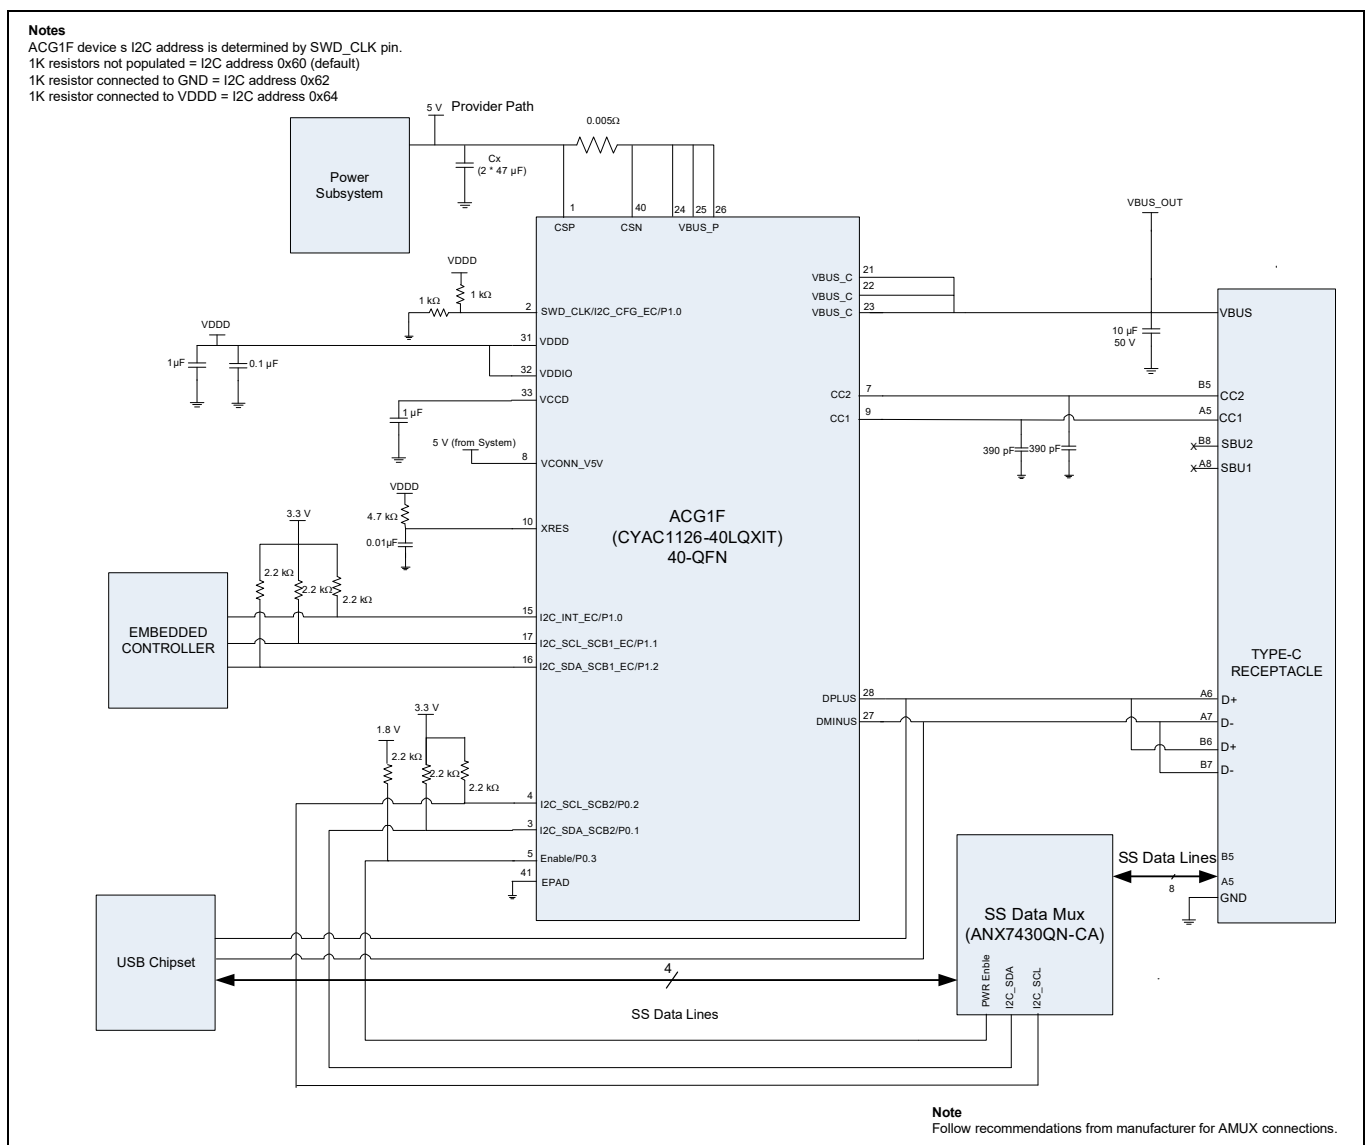 Notes
ACG1F device s I2C address is determined by SWD_CLK pin.
1K resistors not populated = I2C address 0x60 (default)
1K resistor connected to GND = I2C address 0x62
1K resistor connected to VDDD = I2C address 0x64
5 V Provider Path
0.005Ω
Power
Subsystem
Cx
(2 * 47 µF)
1
40
24
25
26
CSP
CSN
VBUS_P
VBUS_OUT
VDDD
1 kΩ
1 kΩ
2
SWD_CLK/I2C_CFG_EC/P1.0
VDDD
1µF
0.1 µF
31
VDDD
32
VDDIO
33
VCCD
1 µF
5 V (from System)
8
VCONN_V5V
VDDD
4.7 kΩ
0.01µF
10
XRES
ACG1F
(CYAC1126-40LQXIT)
40-QFN
VBUS_C
21
VBUS_C
22
VBUS_C
23
10 µF
50 V
VBUS
CC2
7
B5
CC2
CC1
9
A5
CC1
390 pF
390 pF
B8
SBU2
A8
SBU1
X
X
3.3 V
2.2 kΩ
2.2 kΩ
2.2 kΩ
EMBEDDED
CONTROLLER
15
I2C_INT_EC/P1.0
17
I2C_SCL_SCB1_EC/P1.1
16
I2C_SDA_SCB1_EC/P1.2
TYPE-C
RECEPTACLE
DPLUS
28
A6
D+
DMINUS
27
A7
D-
B6
D+
B7
D-
3.3 V
1.8 V
2.2 kΩ
2.2 kΩ
2.2 kΩ
4
I2C_SCL_SCB2/P0.2
3
I2C_SDA_SCB2/P0.1
5
Enable/P0.3
41
EPAD
SS Data Lines
8
B5
A5
GND
USB Chipset
4
SS Data Lines
SS Data Mux
(ANX7430QN-CA)
PWR Enble
I2C_SDA
I2C_SCL
Note
Follow recommendations from manufacturer for AMUX connections.